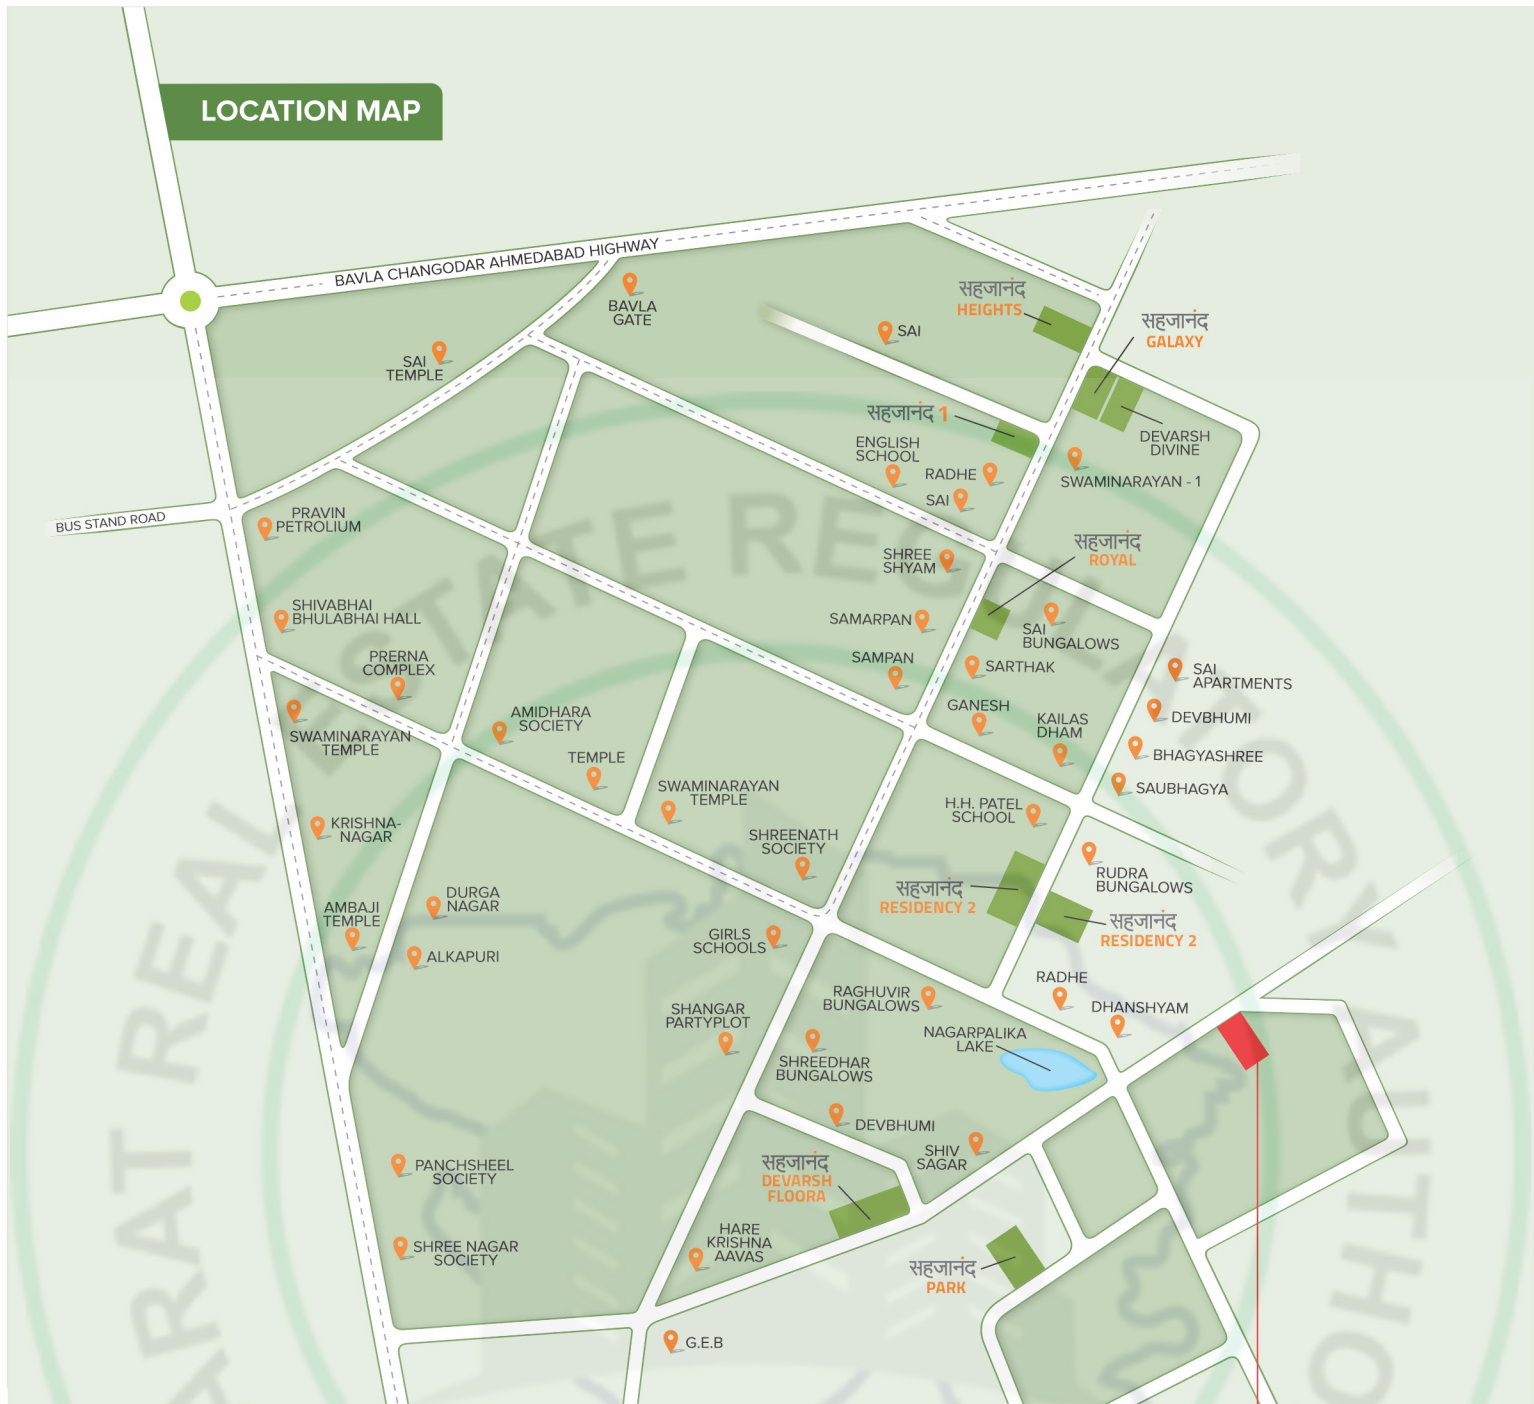 LOCATION MAP
BAVLA CHANGODAR AHMEDABAD HIGHWAY
BAVLA
GATE
सहजानंद
HEIGHTS
सहजानंद
GALAXY
SAI
SAI
TEMPLE
सहजानंद 1
DEVARSH
DIVINE
ENGLISH
SCHOOL
RADHE
SAI
SWAMINARAYAN - 1
BUS STAND ROAD
PRAVIN
PETROLIUM
सहजानंद
ROYAL
SHREE
SHYAM
SHIVABHAI
BHULABHAI HALL
SAMARPAN
SAI
BUNGALOWS
PRERNA
COMPLEX
SAMPAN
SARTHAK
SAI
APARTMENTS
SWAMINARAYAN
TEMPLE
AMIDHARA
SOCIETY
GANESH
KAILAS
DHAM
DEVBHUMI
TEMPLE
BHAGYASHREE
SWAMINARAYAN
TEMPLE
SAUBHAGYA
KRISHNA-
NAGAR
SHREENATH
SOCIETY
H.H. PATEL
SCHOOL
RUDRA
BUNGALOWS
DURGA
NAGAR
सहजानंद
RESIDENCY 2
AMBAJI
TEMPLE
सहजानंद
RESIDENCY 2
GIRLS
SCHOOLS
ALKAPURI
RADHE
RAGHUVIR
BUNGALOWS
DHANSHYAM
SHANGAR
PARTYPLOT
NAGARPALIKA
LAKE
SHREEDHAR
BUNGALOWS
DEVBHUMI
SHIV
SAGAR
PANCHSHEEL
SOCIETY
सहजानंद
DEVARSH
FLOORA
SHREE NAGAR
SOCIETY
HARE
KRISHNA
AAVAS
सहजानंद
PARK
G.E.B
RAT REAL ESTATE REGULATORY AUTHO